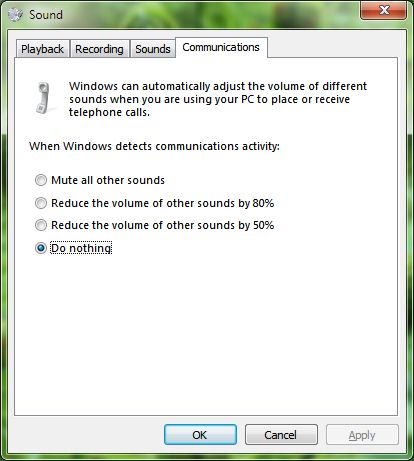 Sound
Playback Recording Sounds Communications
Windows can automatically adjust the volume of different
sounds when you are using your PC to place or receive
telephone calls.
When Windows detects communications activity:
Mute all other sounds
Reduce the volume of other sounds by 80%
Reduce the volume of other sounds by 50%
Do nothing
OK Cancel Apply